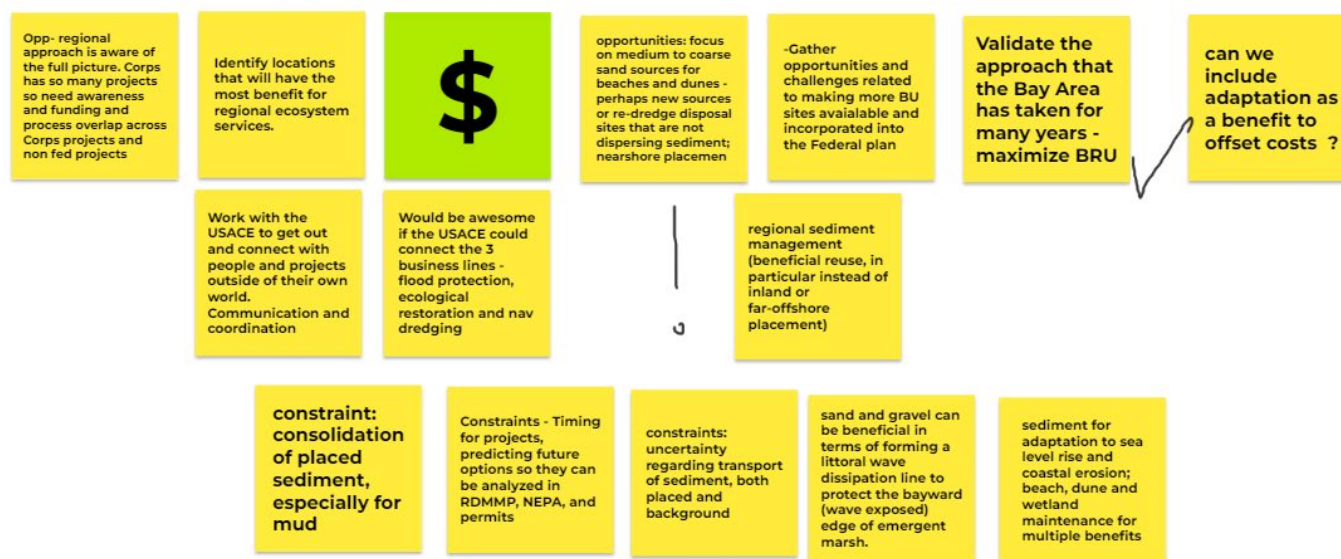 Opp- regional
approach is aware of
the full picture. Corps
has so many projects
so need awareness
and funding and
process overlap across
Corps projects and
non fed projects
Identify locations
that will have the
most benefit for
regional ecosystem
services.
$
opportunities: focus
on medium to coarse
sand sources for
beaches and dunes -
perhaps new sources
or re-dredge disposal
sites that are not
dispersing sediment;
nearshore placemen
-Gather
opportunities and
challenges related
to making more BU
sites avaialable and
incorporated into
the Federal plan
Validate the
approach that
the Bay Area
has taken for
many years -
maximize BRU
can we
include
adaptation as
a benefit to
offset costs ?
Work with the
USACE to get out
and connect with
people and projects
outside of their own
world.
Communication and
coordination
Would be awesome
if the USACE could
connect the 3
business lines -
flood protection,
ecological
restoration and nav
dredging
regional sediment
management
(beneficial reuse, in
particular instead of
inland or
far-offshore
placement)
constraint:
consolidation
of placed
sediment,
especially for
mud
Constraints - Timing
for projects,
predicting future
options so they can
be analyzed in
RDMMP, NEPA, and
permits
constraints:
uncertainty
regarding transport
of sediment, both
placed and
background
sand and gravel can
be beneficial in
terms of forming a
littoral wave
dissipation line to
protect the bayward
(wave exposed)
edge of emergent
marsh.
sediment for
adaptation to sea
level rise and
coastal erosion;
beach, dune and
wetland
maintenance for
multiple benefits